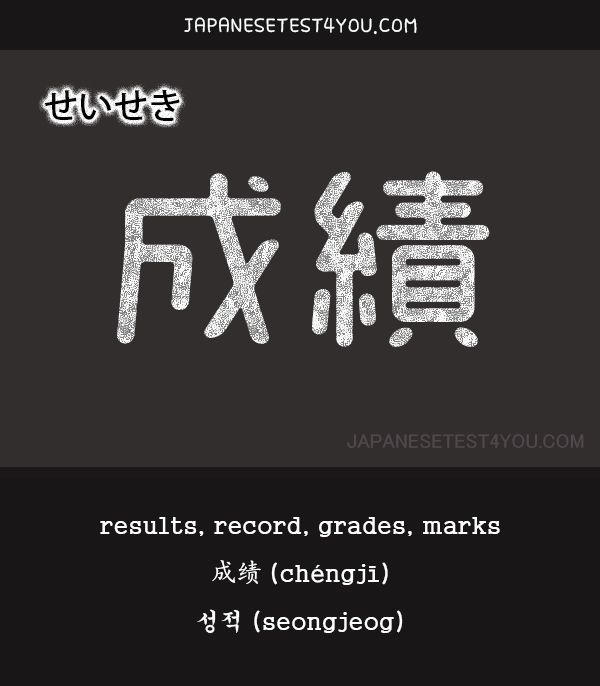 JAPANESETEST4YOU.COM
せいせき
成績
JAPANESETEST4YOU.COM
results, record, grades, marks
成绩 (chéngjī)
성적 (seongjeog)